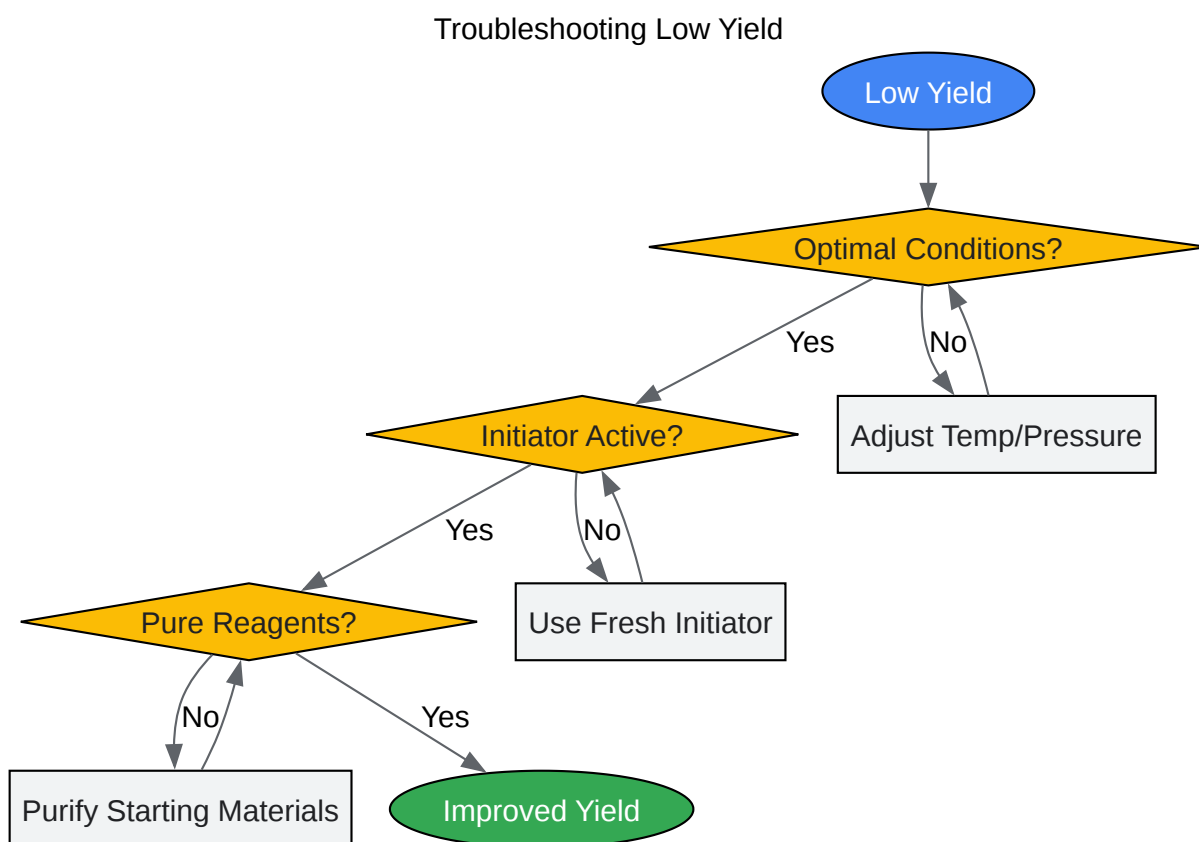 Troubleshooting Low Yield
Low Yield
Optimal Conditions?
Yes
No
Initiator Active?
Adjust Temp/Pressure
Yes
No
Pure Reagents?
Use Fresh Initiator
No
Yes
Purify Starting Materials
Improved Yield